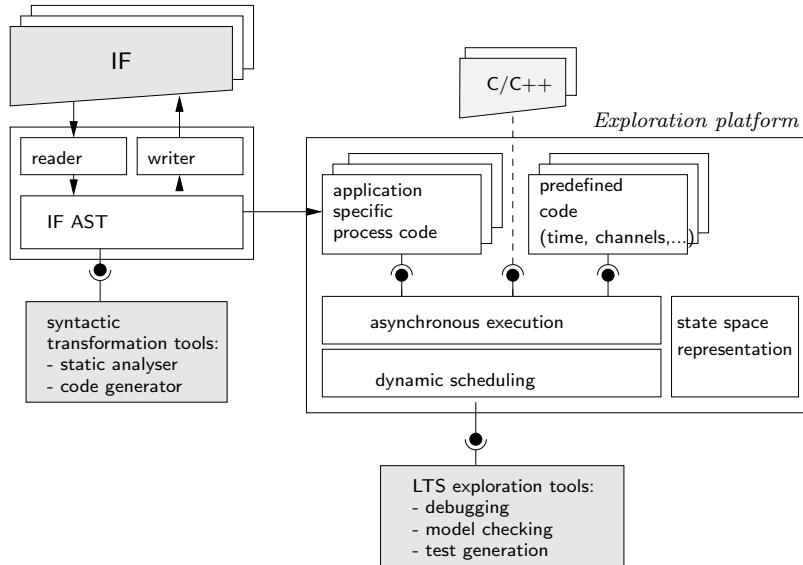 IF
C/C++
Exploration platform
reader
writer
IF AST
application
specific
process code
predefined
code
(time, channels,...)
asynchronous execution
dynamic scheduling
state space
representation
syntactic
transformation tools:
- static analyser
- code generator
LTS exploration tools:
- debugging
- model checking
- test generation